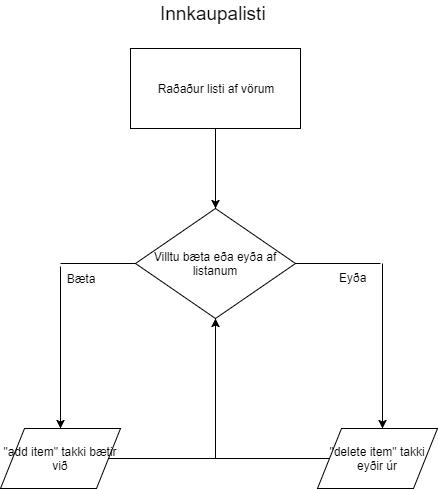 Innkaupalisti
Raðaður listi af vörum
Villtu bæta eða eyða af
listanum
Bæta
Eyða
"add item" takki bætir
við
"delete item" takki
eyðir úr